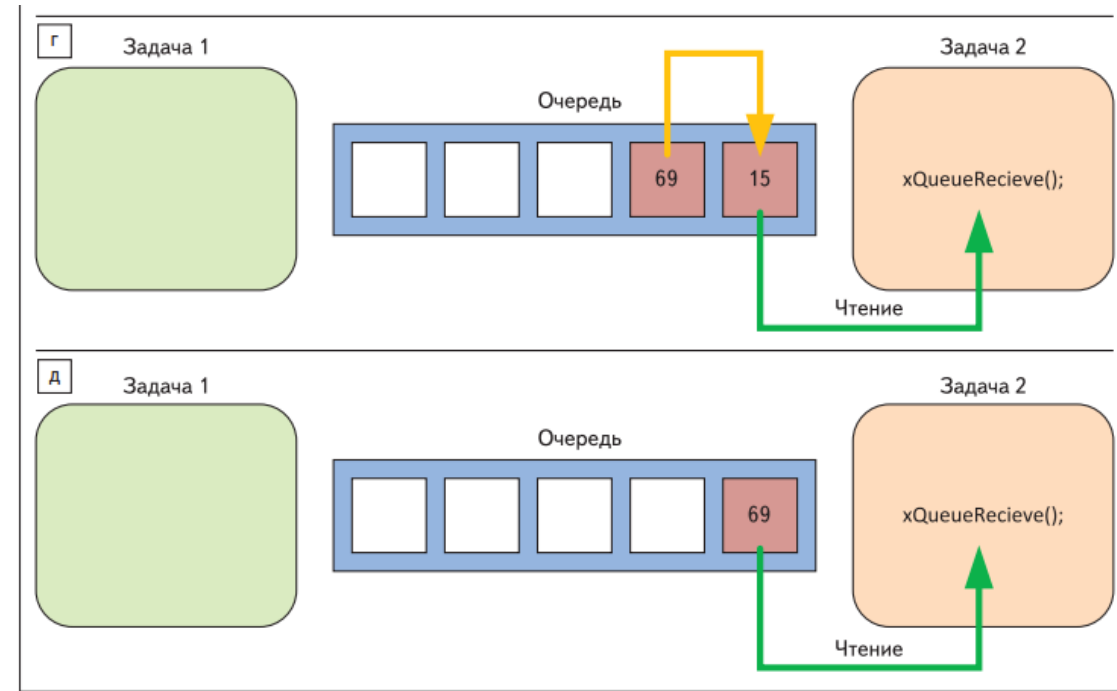 г
Задача 1
Задача 2
Очередь
69
15
xQueueRecieve();
Чтение
д
Задача 1
Задача 2
Очередь
69
xQueueRecieve();
Чтение